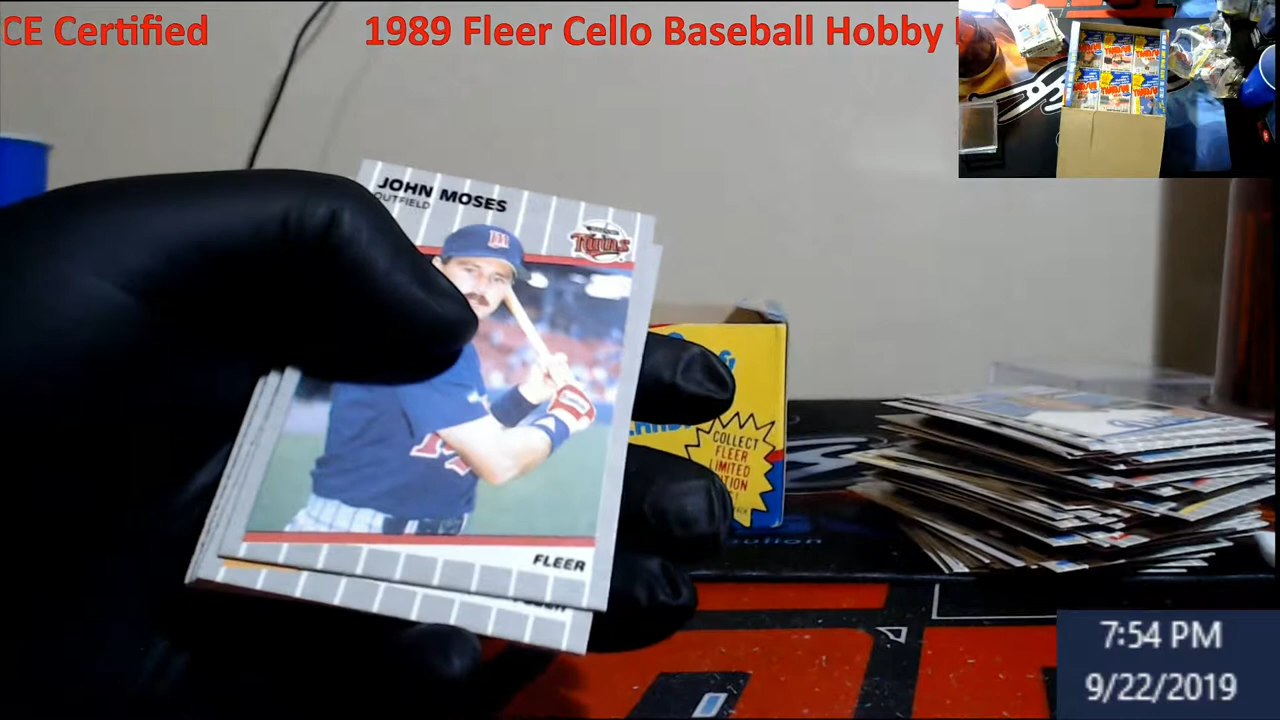 CE Certified 1989 Fleer Cello Baseball Hobby
JOHN MOSES
OUTFIELD
Twins
FLEER
COLLECT
FLEER
LIMITED
7:54 PM
9/22/2019